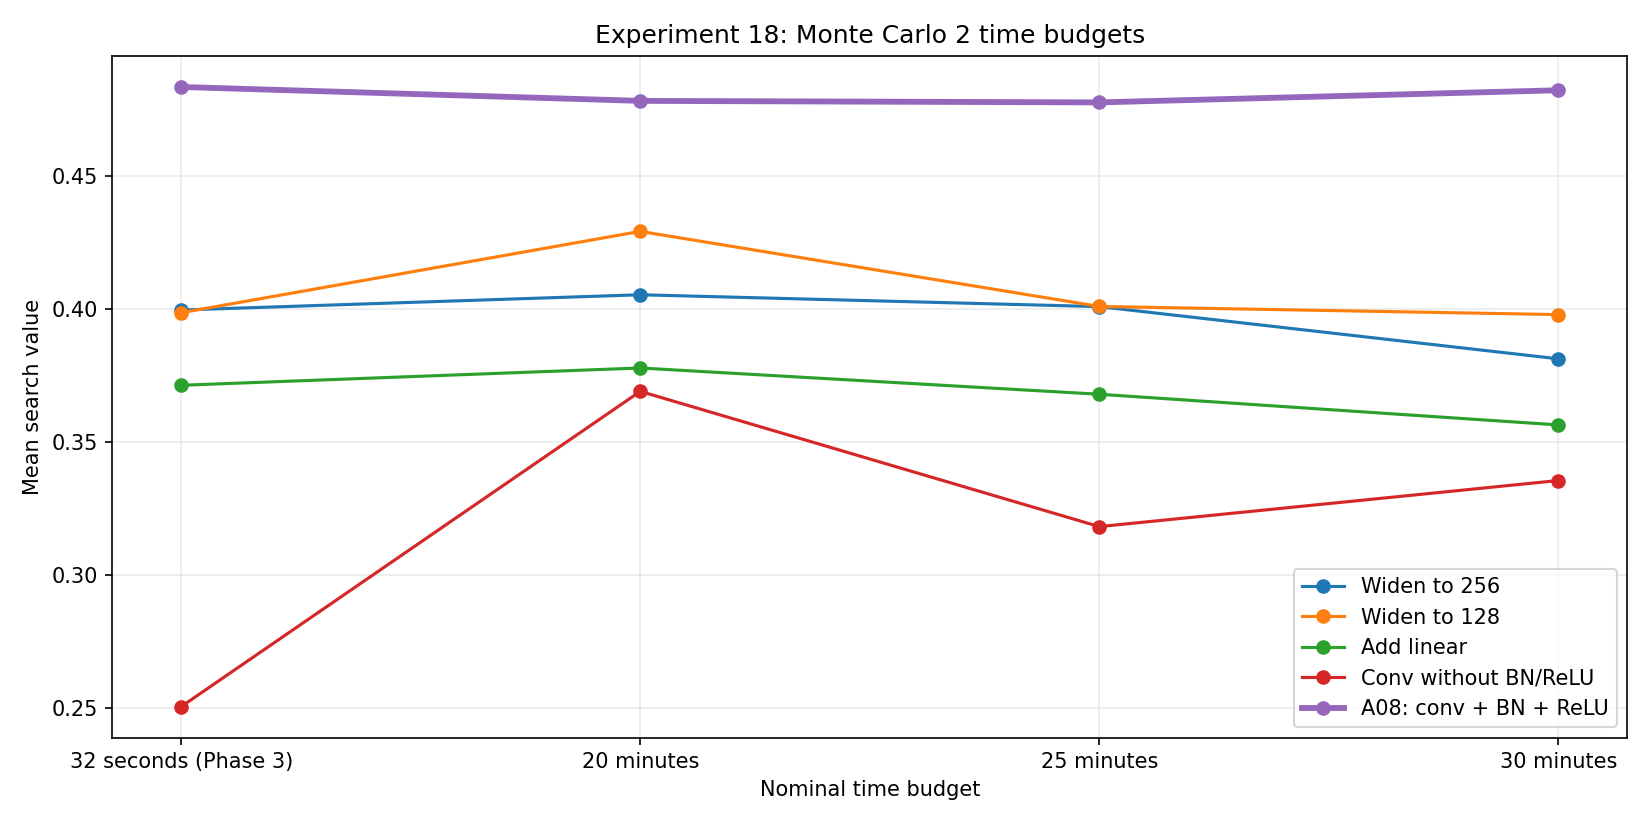 Experiment 18: Monte Carlo 2 time budgets
Mean search value
0.45
0.40
0.35
0.30
0.25
Widen to 256
Widen to 128
Add linear
Conv without BN/ReLU
A08: conv + BN + ReLU
32 seconds (Phase 3)
20 minutes
25 minutes
30 minutes
Nominal time budget